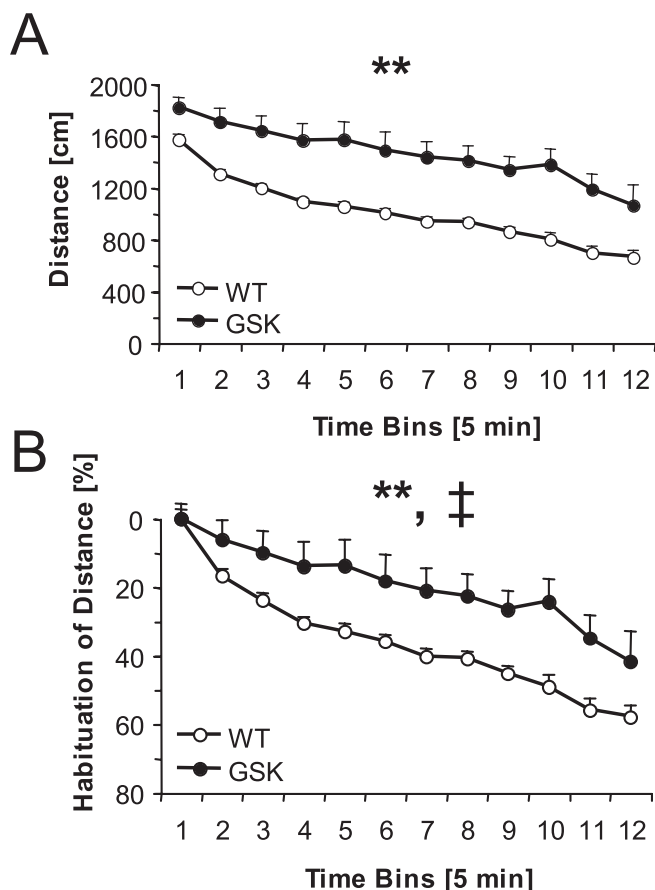 A
**
2000
1600
1200
800
400
0
Distance [cm]
WT
GSK
1 2 3 4 5 6 7 8 9 10 11 12
Time Bins [5 min]
B
**, ‡
0
20
40
60
80
Habituation of Distance [%]
WT
GSK
1 2 3 4 5 6 7 8 9 10 11 12
Time Bins [5 min]